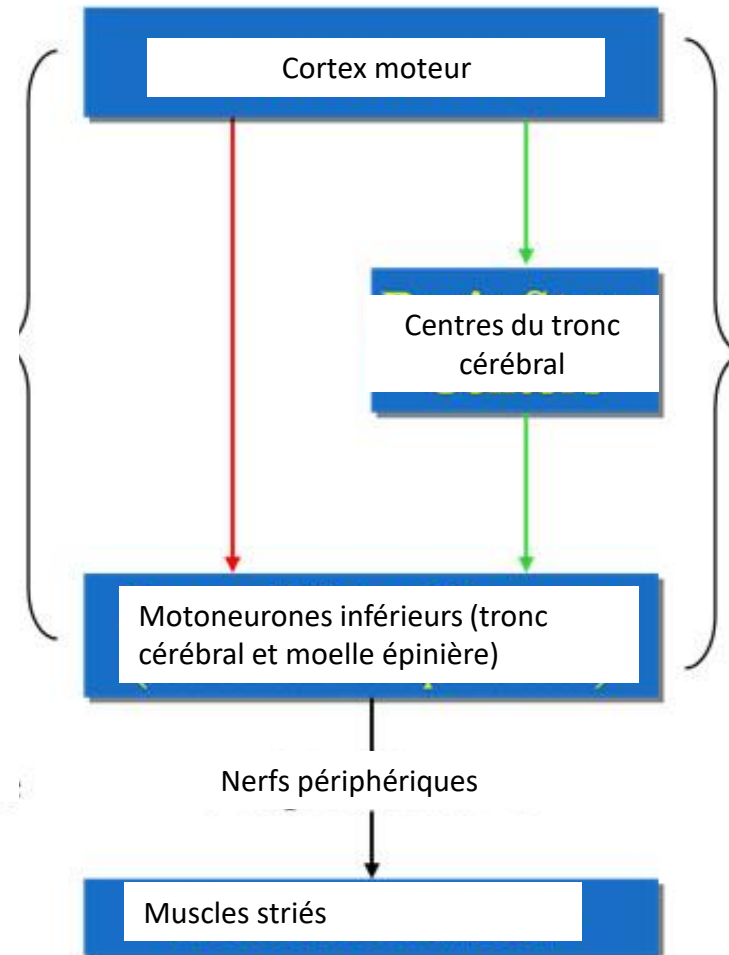 Cortex moteur
Centres du tronc
cérébral
Motoneurones inférieurs (tronc
cérébral et moelle épinière)
Nerfs périphériques
Muscles striés